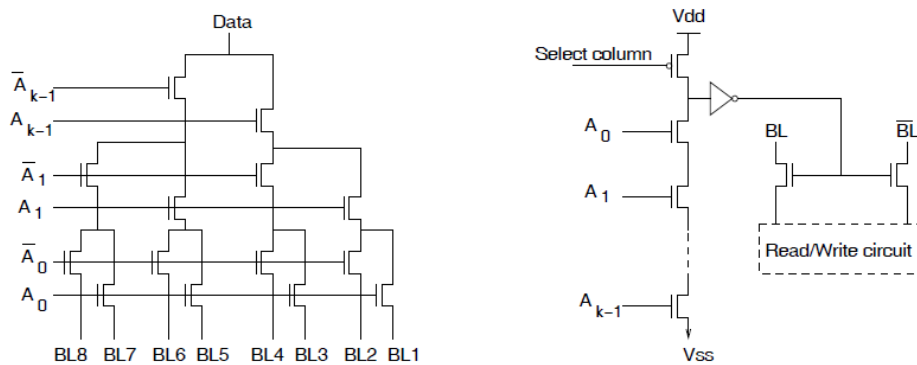 Data
A̅ k−1
A k−1
A̅ 1
A 1
A̅ 0
A 0
BL8 BL7 BL6 BL5 BL4 BL3 BL2 BL1
Vdd
Select column
A 0
A 1
A k−1
Vss
BL B̅L̅
Read/Write circuit